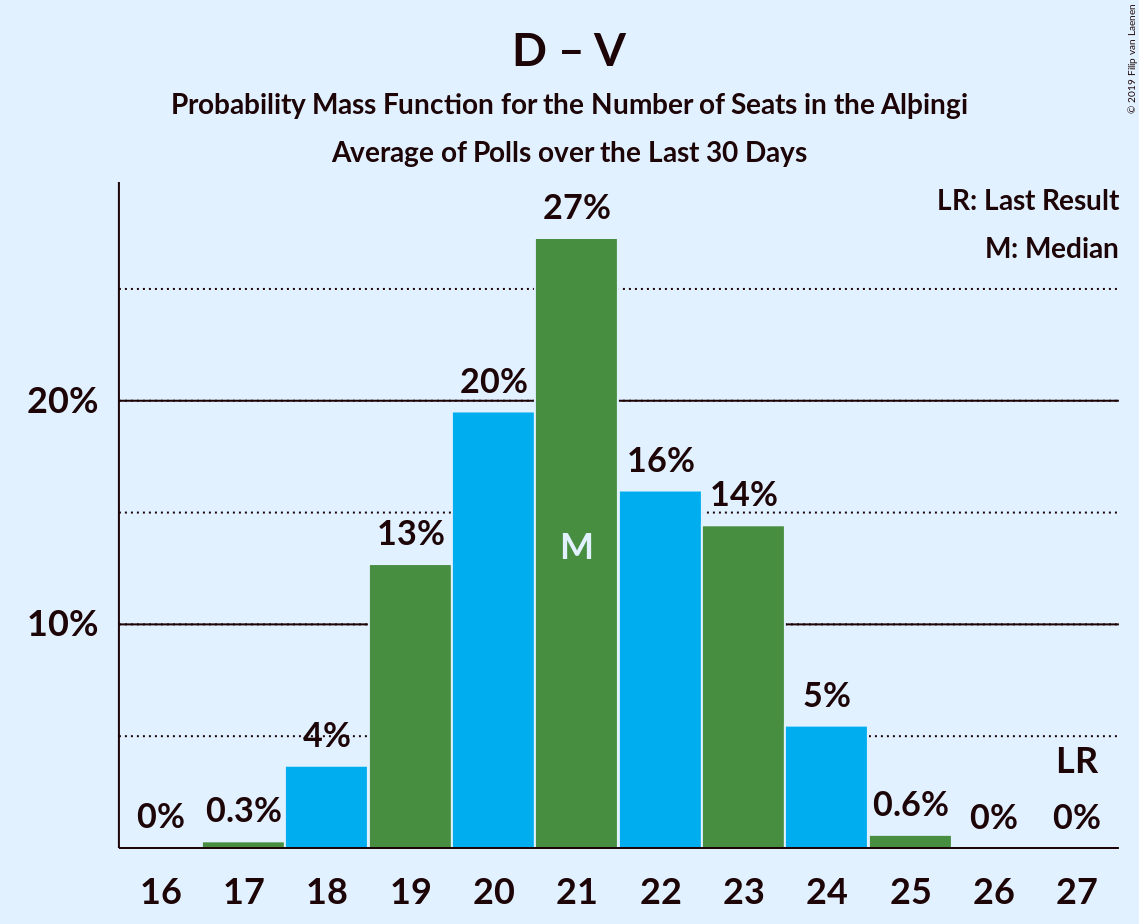 D – V
Probability Mass Function for the Number of Seats in the Alþingi
Average of Polls over the Last 30 Days
© 2019 Filip van Laenen
LR: Last Result
M: Median
27%
20%
20%
16%
14%
13%
M
10%
5%
4%
LR
0%
0.3%
0.6%
0%
0%
16 17 18 19 20 21 22 23 24 25 26 27